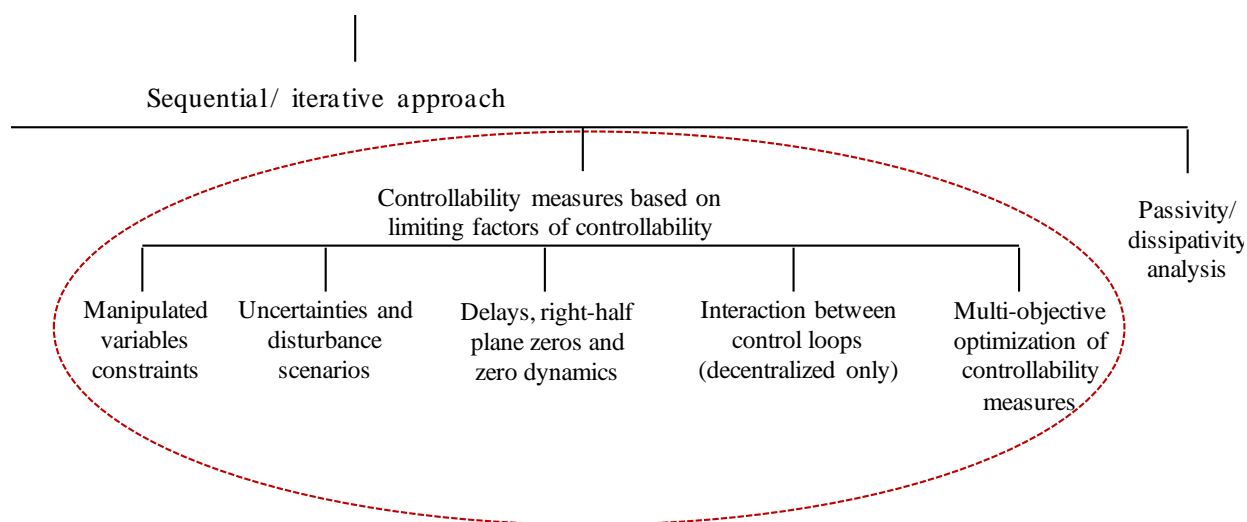 Sequential/ iterative approach
Controllability measures based on
limiting factors of controllability
Passivity/
dissipativity
analysis
Manipulated
variables
constraints
Uncertainties and
disturbance
scenarios
Delays, right-half
plane zeros and
zero dynamics
Interaction between
control loops
(decentralized only)
Multi-objective
optimization of
controllability
measures